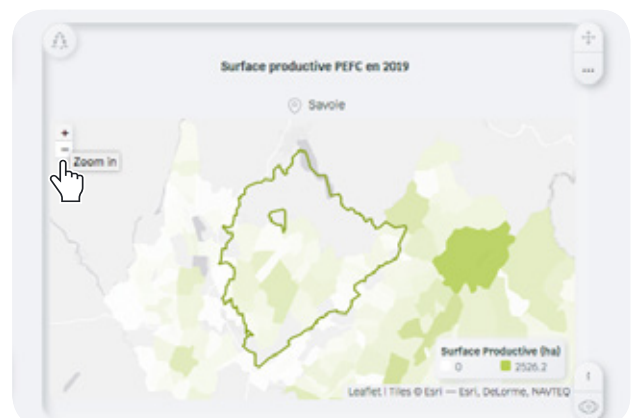 Surface productive PEFC en 2019
Savoie
+
−
Zoom in
Surface Productive (ha)
0 2526.2
Leaflet | Tiles © Esri — Esri, DeLorme, NAVTEQ